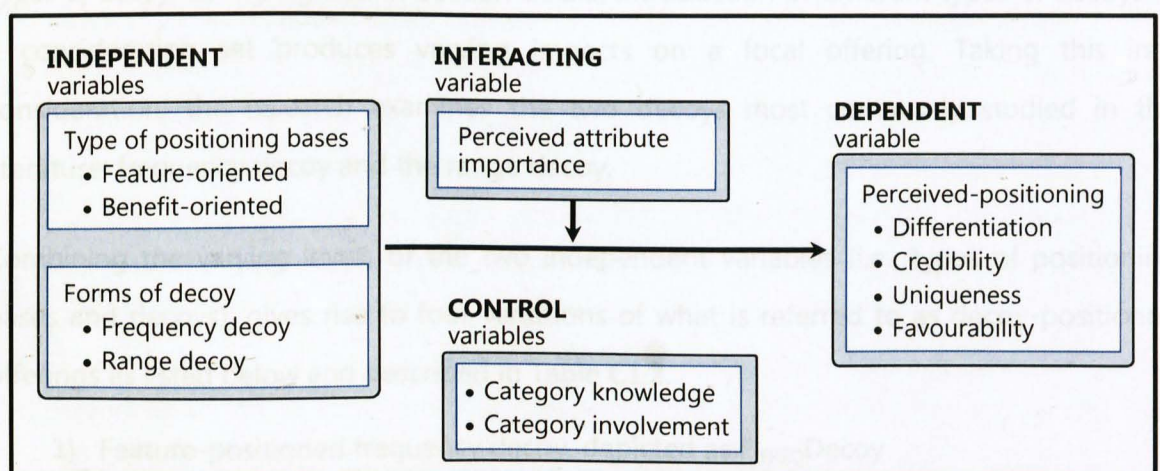 INDEPENDENT
variables
Type of positioning bases
• Feature-oriented
• Benefit-oriented
Forms of decoy
• Frequency decoy
• Range decoy
INTERACTING
variable
Perceived attribute
importance
CONTROL
variables
• Category knowledge
• Category involvement
DEPENDENT
variable
Perceived-positioning
• Differentiation
• Credibility
• Uniqueness
• Favourability